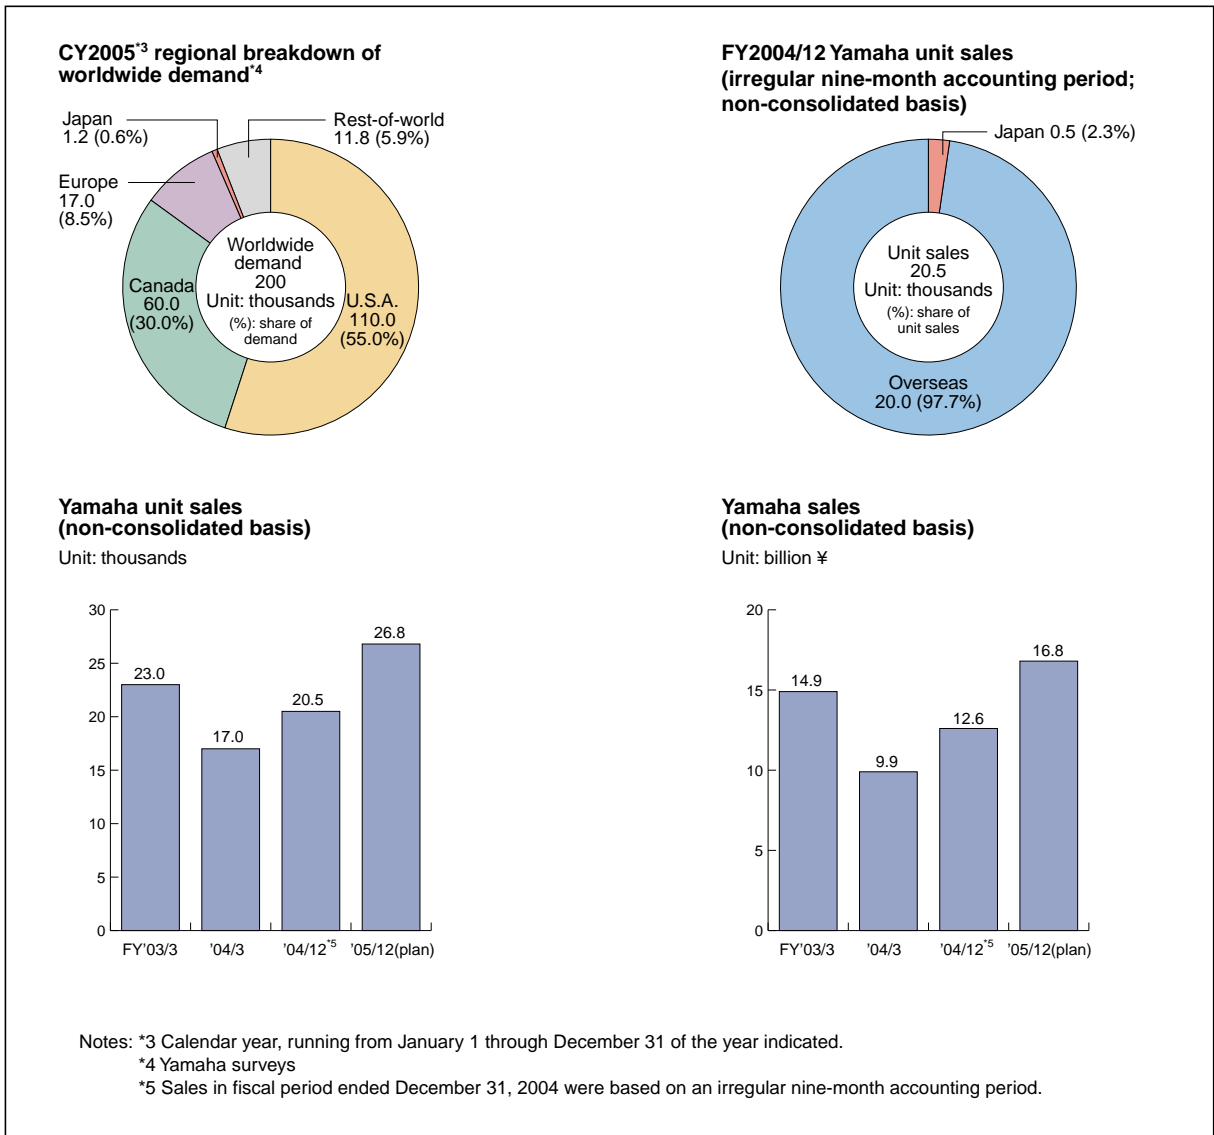 CY2005*3 regional breakdown of
worldwide demand*4
Japan
1.2 (0.6%)
Rest-of-world
11.8 (5.9%)
Europe
17.0
(8.5%)
Canada
60.0
(30.0%)
Worldwide
demand
200
Unit: thousands
(%): share of
demand
U.S.A.
110.0
(55.0%)
FY2004/12 Yamaha unit sales
(irregular nine-month accounting period;
non-consolidated basis)
Japan 0.5 (2.3%)
Unit sales
20.5
Unit: thousands
(%): share of
unit sales
Overseas
20.0 (97.7%)
Yamaha unit sales
(non-consolidated basis)
Unit: thousands
30
25
20
15
10
5
0
23.0
17.0
20.5
26.8
FY'03/3 '04/3 '04/12*5 '05/12(plan)
Yamaha sales
(non-consolidated basis)
Unit: billion ¥
20
15
10
5
0
14.9
9.9
12.6
16.8
FY'03/3 '04/3 '04/12*5 '05/12(plan)
Notes: *3 Calendar year, running from January 1 through December 31 of the year indicated.
*4 Yamaha surveys
*5 Sales in fiscal period ended December 31, 2004 were based on an irregular nine-month accounting period.